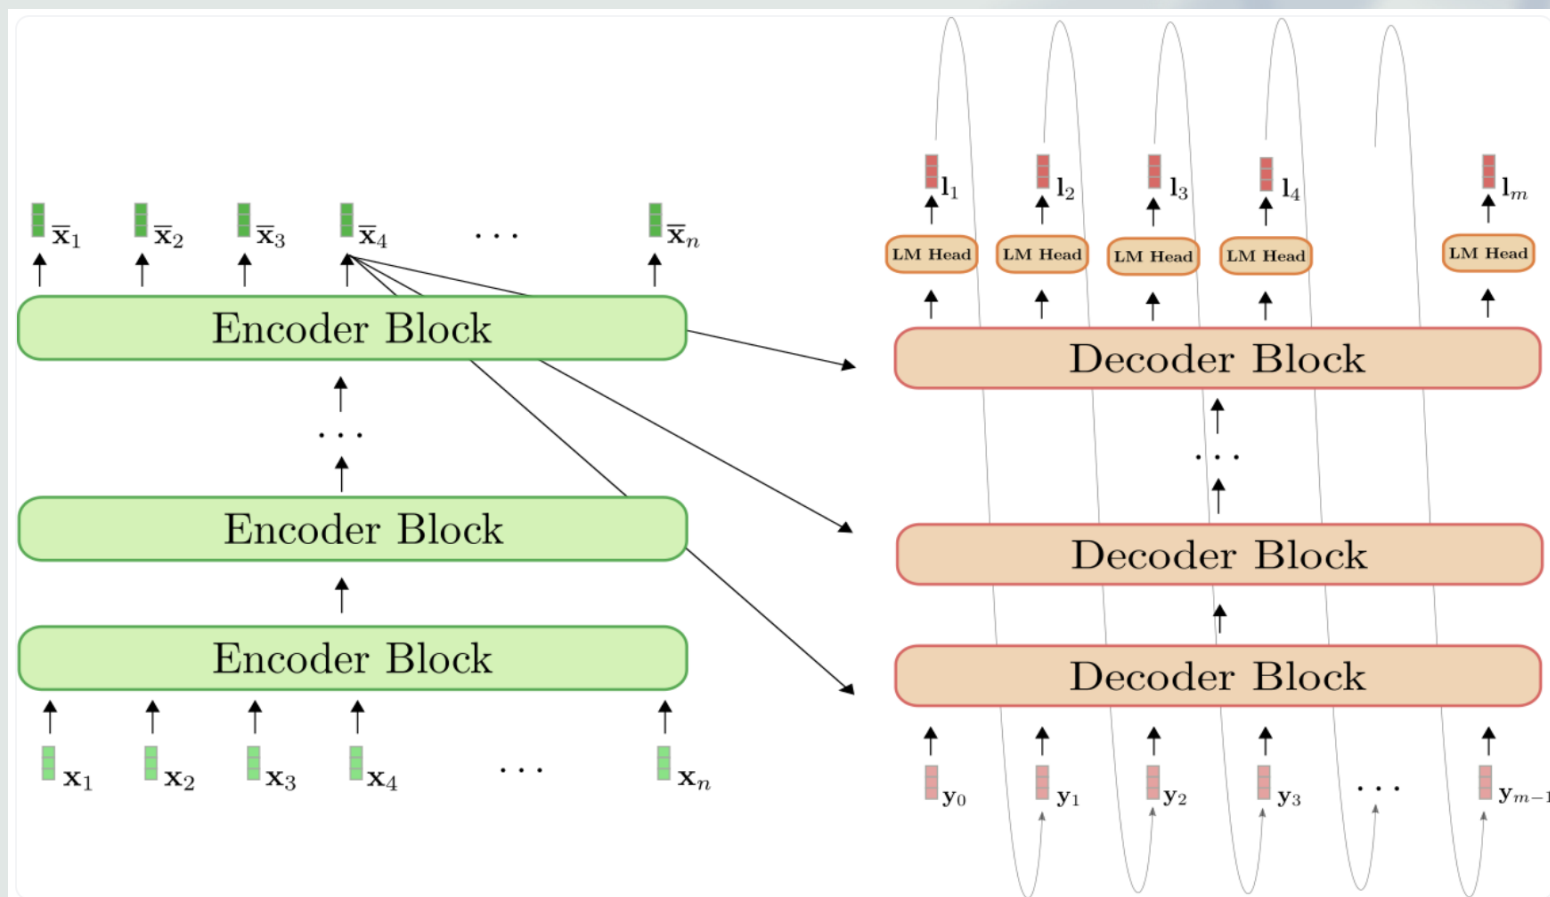 x̄₁ x̄₂ x̄₃ x̄₄ ... x̄ₙ
Encoder Block
...
Encoder Block
Encoder Block
x₁ x₂ x₃ x₄ ... xₙ
l₁ l₂ l₃ l₄ lₘ
LM Head LM Head LM Head LM Head LM Head
Decoder Block
...
Decoder Block
Decoder Block
y₀ y₁ y₂ y₃ ... yₘ₋₁